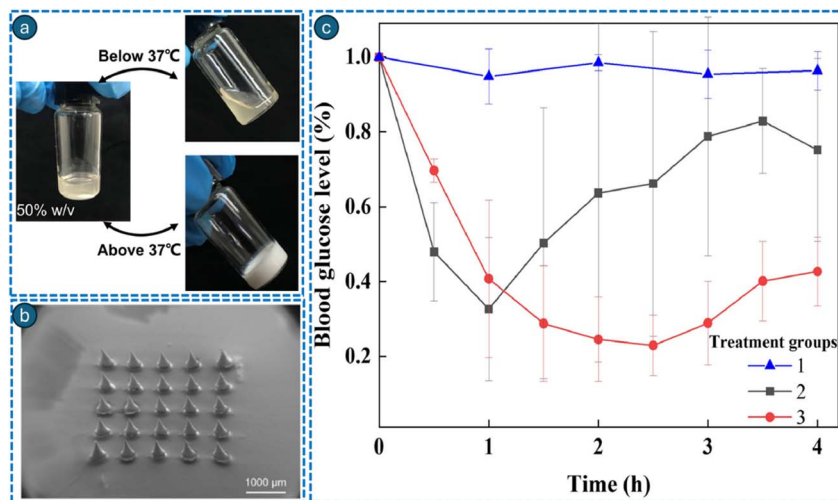 a
Below 37℃
50% w/v
Above 37℃
b
1000 µm
c
Blood glucose level (%)
1.0
0.8
0.6
0.4
0.2
0
1
2
3
4
Time (h)
Treatment groups
1
2
3